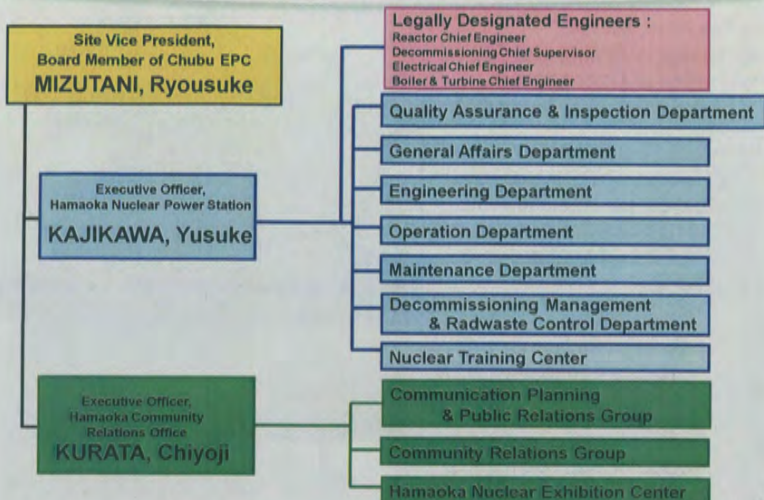 Site Vice President,
Board Member of Chubu EPC
MIZUTANI, Ryousuke
Executive Officer,
Hamaoka Nuclear Power Station
KAJIKAWA, Yusuke
Executive Officer,
Hamaoka Community
Relations Office
KURATA, Chiyoji
Legally Designated Engineers :
Reactor Chief Engineer
Decommissioning Chief Supervisor
Electrical Chief Engineer
Boiler & Turbine Chief Engineer
Quality Assurance & Inspection Department
General Affairs Department
Engineering Department
Operation Department
Maintenance Department
Decommissioning Management
& Radwaste Control Department
Nuclear Training Center
Communication Planning
& Public Relations Group
Community Relations Group
Hamaoka Nuclear Exhibition Center